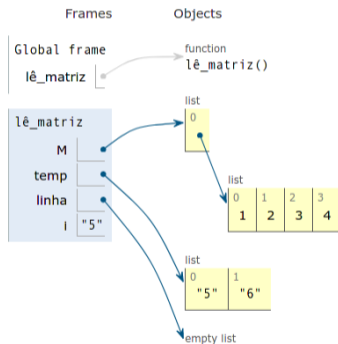 Frames Objects
Global frame
lê_matriz
function
lê_matriz()
lê_matriz
M
temp
linha
l "5"
list
0
list
0 1 2 3
1 2 3 4
list
0 1
"5" "6"
empty list